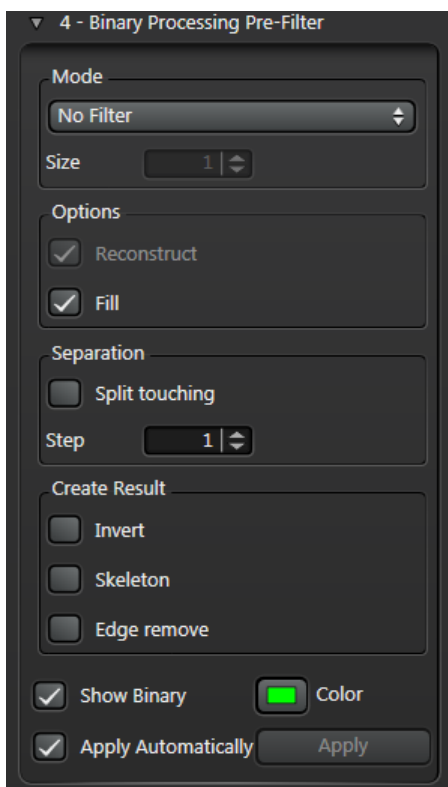 4 - Binary Processing Pre-Filter
Mode
No Filter
Size 1
Options
Reconstruct
Fill
Separation
Split touching
Step 1
Create Result
Invert
Skeleton
Edge remove
Show Binary Color
Apply Automatically Apply